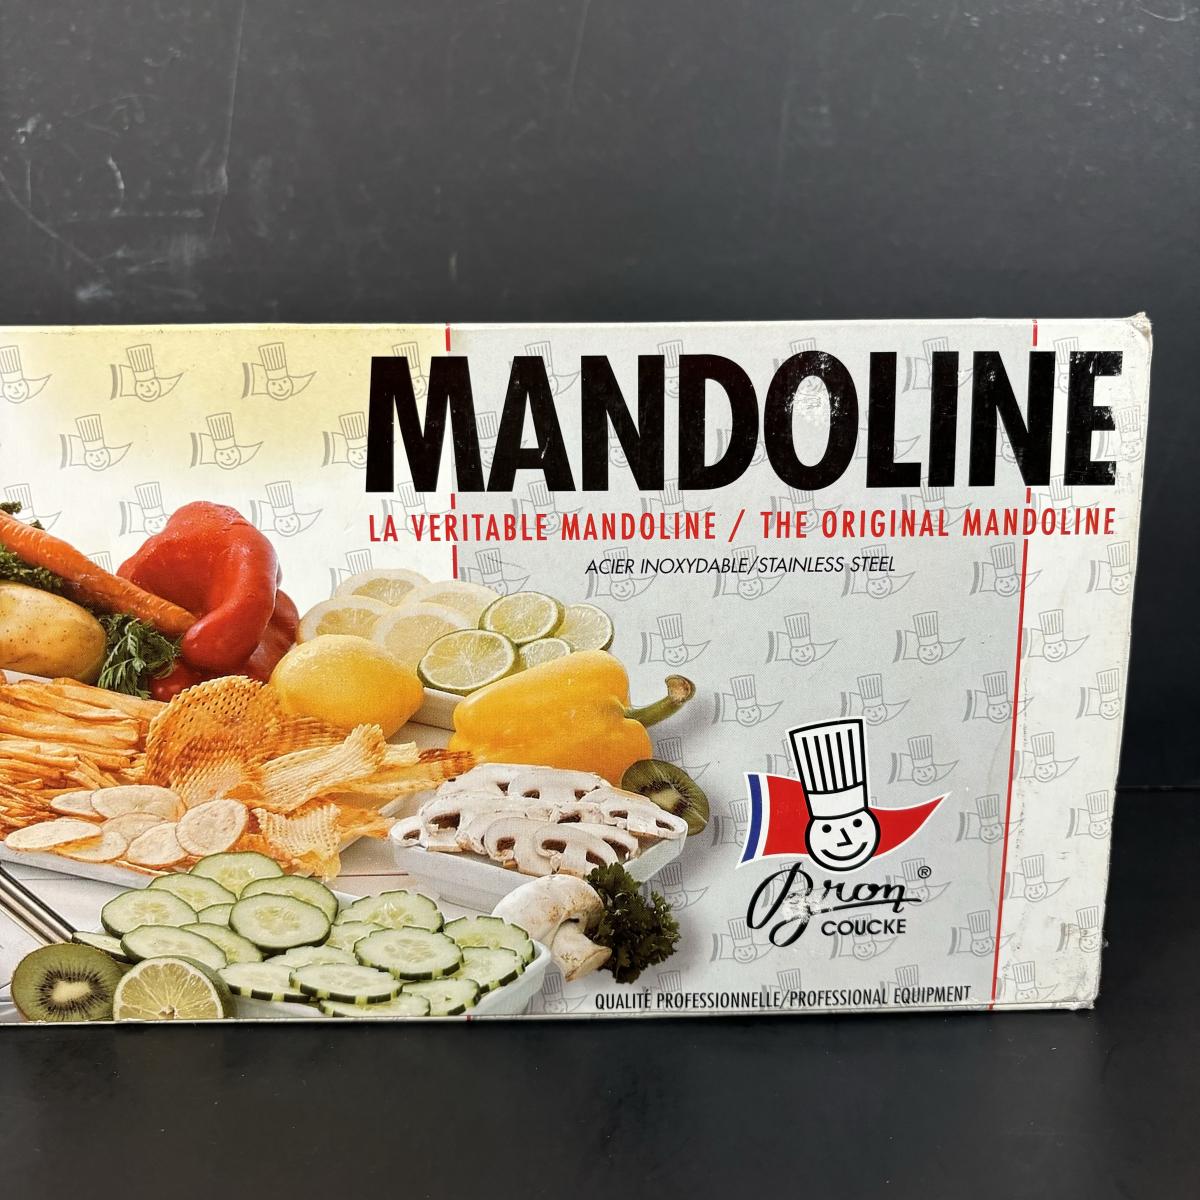 MANDOLINE
LA VERITABLE MANDOLINE / THE ORIGINAL MANDOLINE
ACIER INOXYDABLE/STAINLESS STEEL
Bron®
COUCKE
QUALITÉ PROFESSIONNELLE/PROFESSIONAL EQUIPMENT